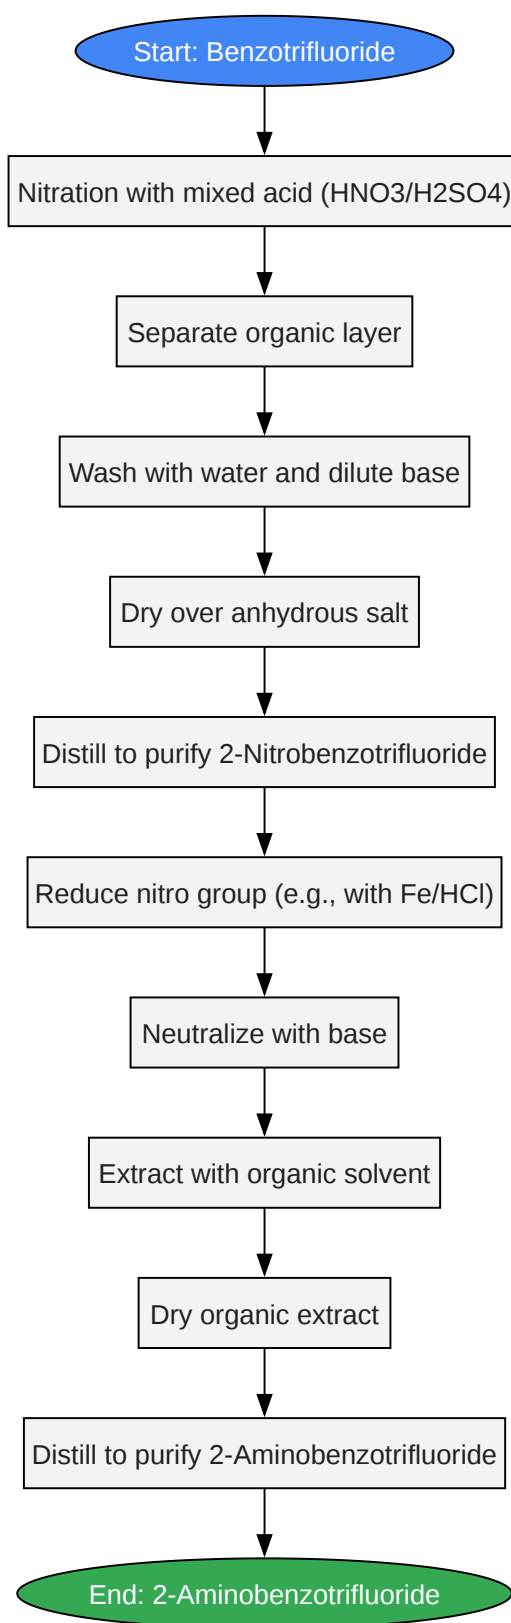 Start: Benzotrifluoride
Nitration with mixed acid (HNO3/H2SO4)
Separate organic layer
Wash with water and dilute base
Dry over anhydrous salt
Distill to purify 2-Nitrobenzotrifluoride
Reduce nitro group (e.g., with Fe/HCl)
Neutralize with base
Extract with organic solvent
Dry organic extract
Distill to purify 2-Aminobenzotrifluoride
End: 2-Aminobenzotrifluoride